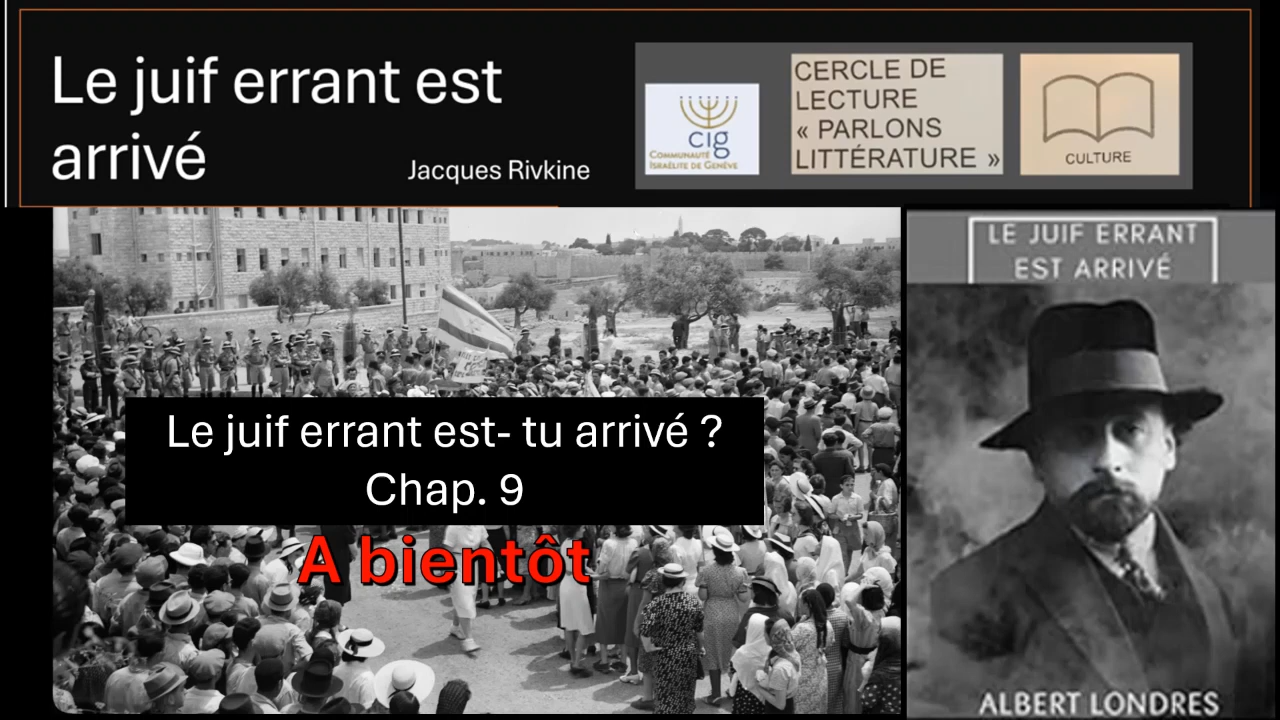 Le juif errant est
arrivé
Jacques Rivkine
cig
COMMUNAUTÉ
ISRAÉLITE DE GENÈVE
CERCLE DE
LECTURE
« PARLONS
LITTÉRATURE »
CULTURE
LE JUIF ERRANT
EST ARRIVÉ
Le juif errant est- tu arrivé ?
Chap. 9
A bientôt
ALBERT LONDRES